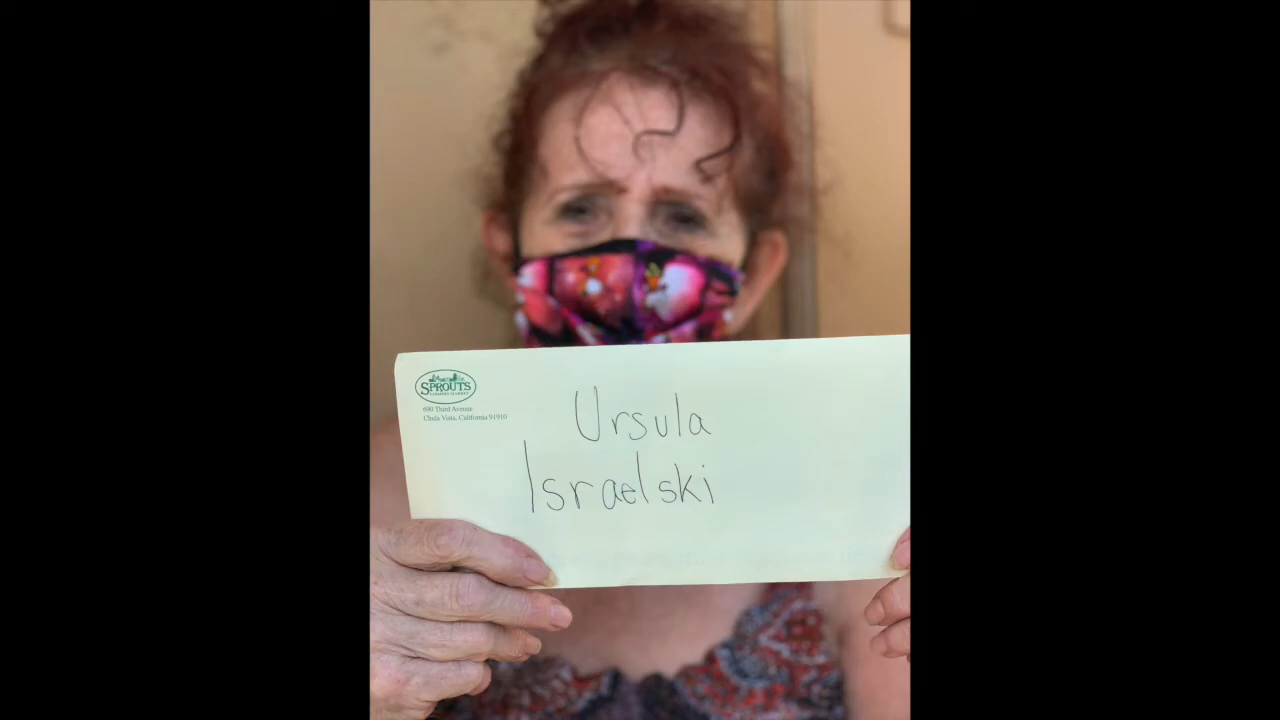 SPROUTS
FARMERS MARKET
690 Third Avenue
Chula Vista, California 91910
Ursula
Israelski